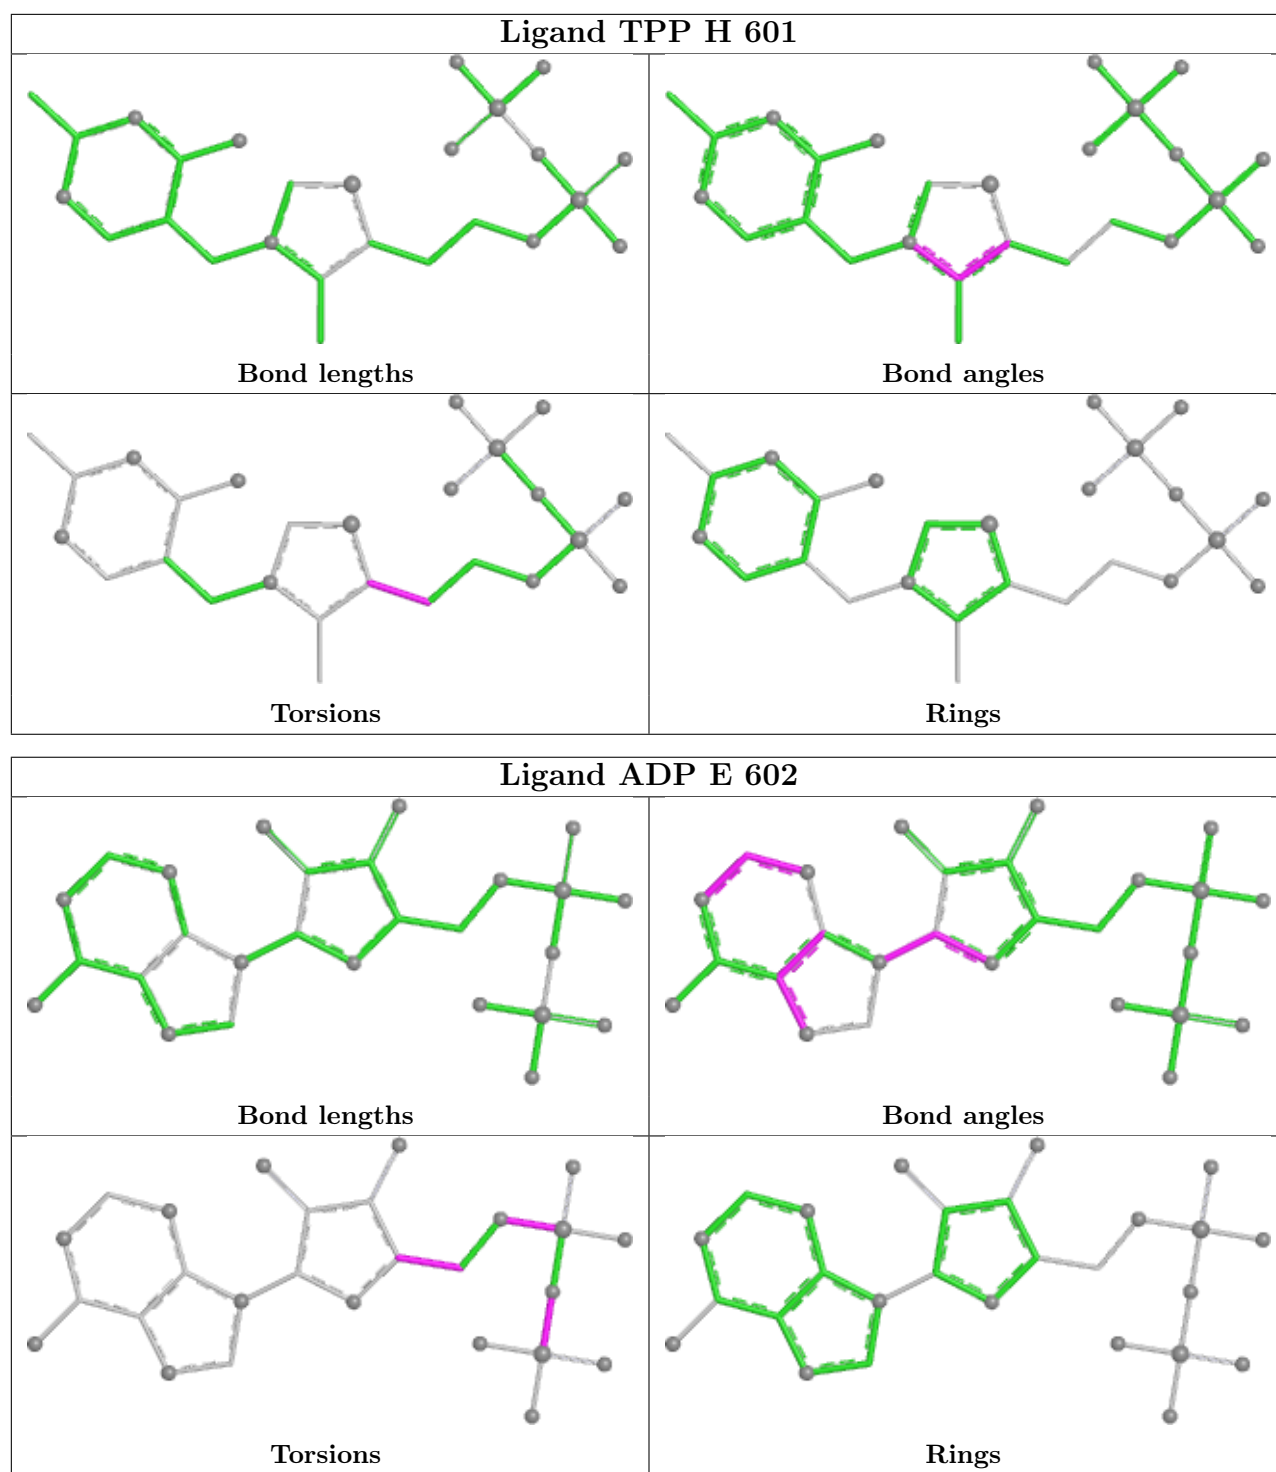 Ligand TPP H 601
Bond lengths
Bond angles
Torsions
Rings
Ligand ADP E 602
Bond lengths
Bond angles
Torsions
Rings